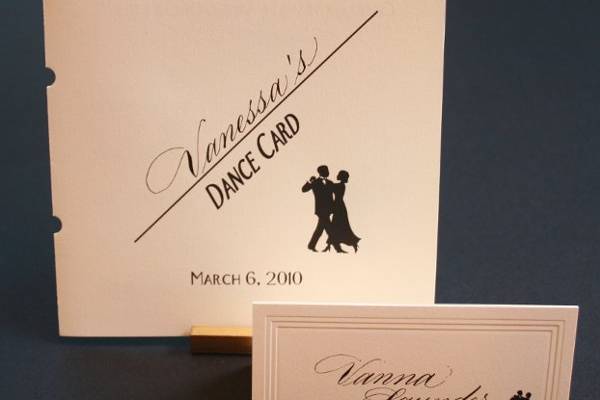 Vanessa's
DANCE CARD
MARCH 6, 2010
Vanna